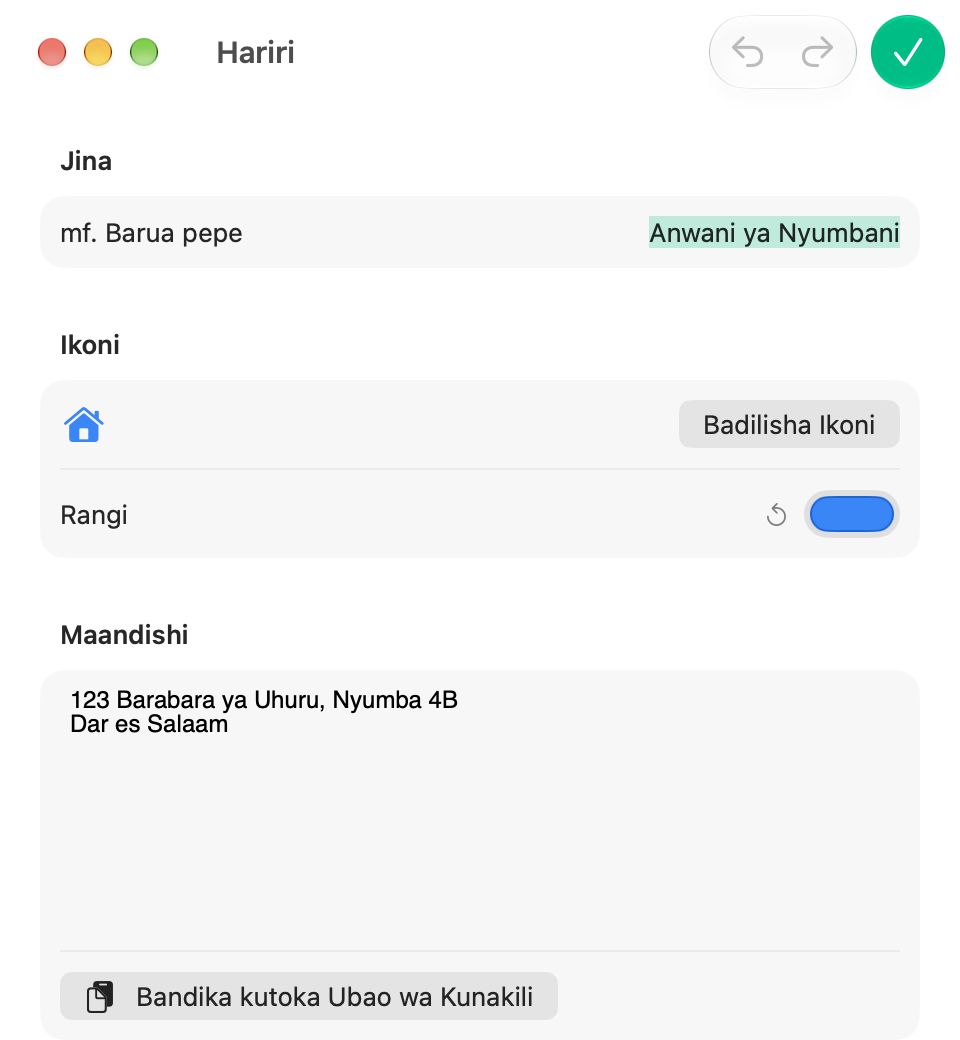 Hariri
Jina
mf. Barua pepe
Anwani ya Nyumbani
Ikoni
Badilisha Ikoni
Rangi
Maandishi
123 Barabara ya Uhuru, Nyumba 4B
Dar es Salaam
Bandika kutoka Ubao wa Kunakili